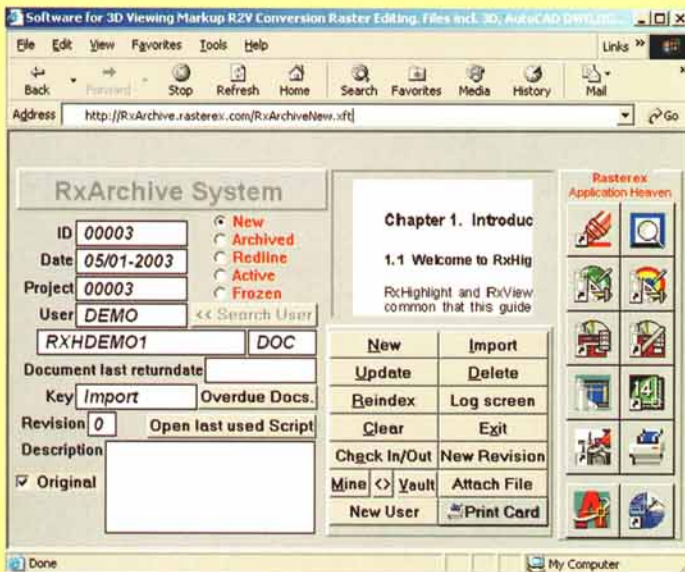 Software for 3D Viewing Markup R2V Conversion Raster Editing. Files incl. 3D, AutoCAD DWG,
File Edit View Favorites Tools Help
Links »
Back Forward Stop Refresh Home Search Favorites Media History Mail
Address http://RxArchive.rasterex.com/RxArchiveNew.xft Go
RxArchive System
ID 00003
Date 05/01-2003
Project 00003
User DEMO << Search User
New
Archived
Redline
Active
Frozen
RXHDEMO1 DOC
Document last returndate
Key Import Overdue Docs.
Revision 0 Open last used Script
Description
Original
Chapter 1. Introduc
1.1 Welcome to RxHig
RxHighlight and RxView
common that this guide
New Import
Update Delete
Reindex Log screen
Clear Exit
Check In/Out New Revision
Mine <> Vault Attach File
New User Print Card
Rasterex
Application Heaven
14
Done My Computer